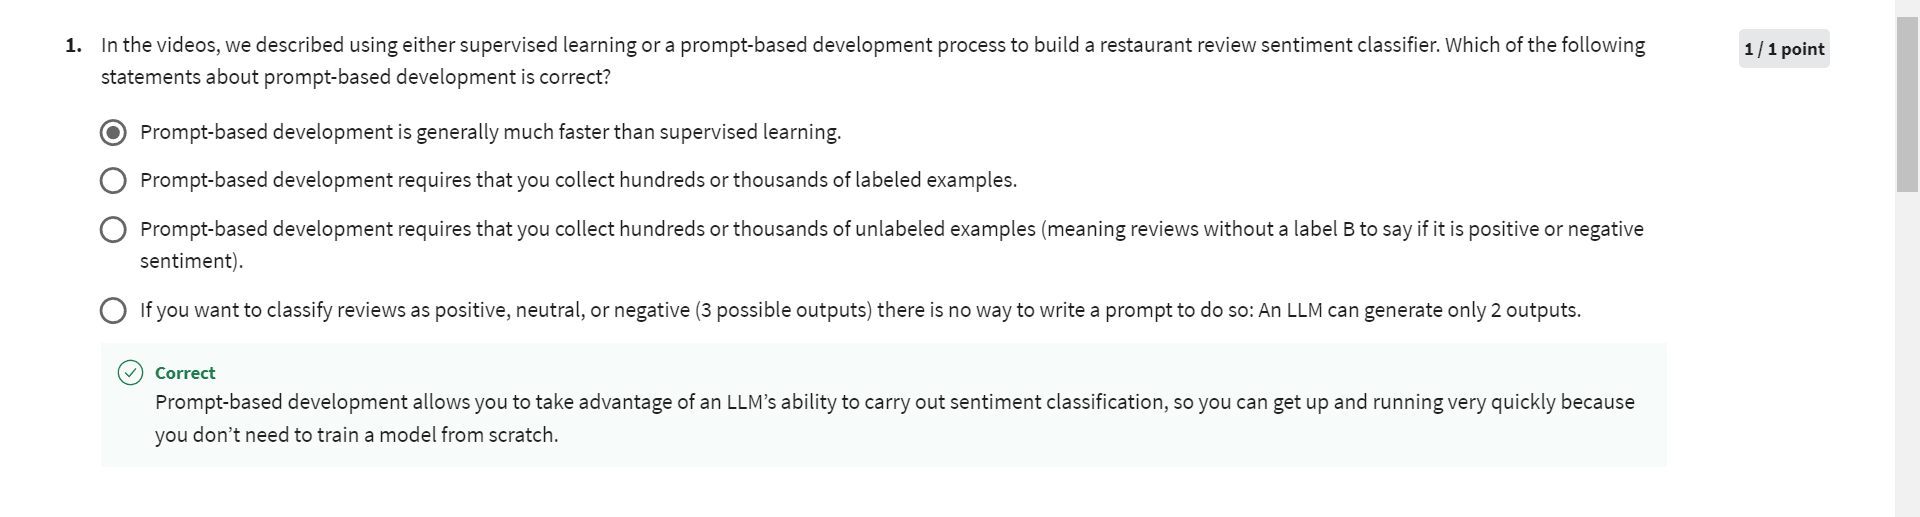 1. In the videos, we described using either supervised learning or a prompt-based development process to build a restaurant review sentiment classifier. Which of the following
statements about prompt-based development is correct?
1 / 1 point
Prompt-based development is generally much faster than supervised learning.
Prompt-based development requires that you collect hundreds or thousands of labeled examples.
Prompt-based development requires that you collect hundreds or thousands of unlabeled examples (meaning reviews without a label B to say if it is positive or negative
sentiment).
If you want to classify reviews as positive, neutral, or negative (3 possible outputs) there is no way to write a prompt to do so: An LLM can generate only 2 outputs.
Correct
Prompt-based development allows you to take advantage of an LLM’s ability to carry out sentiment classification, so you can get up and running very quickly because
you don’t need to train a model from scratch.